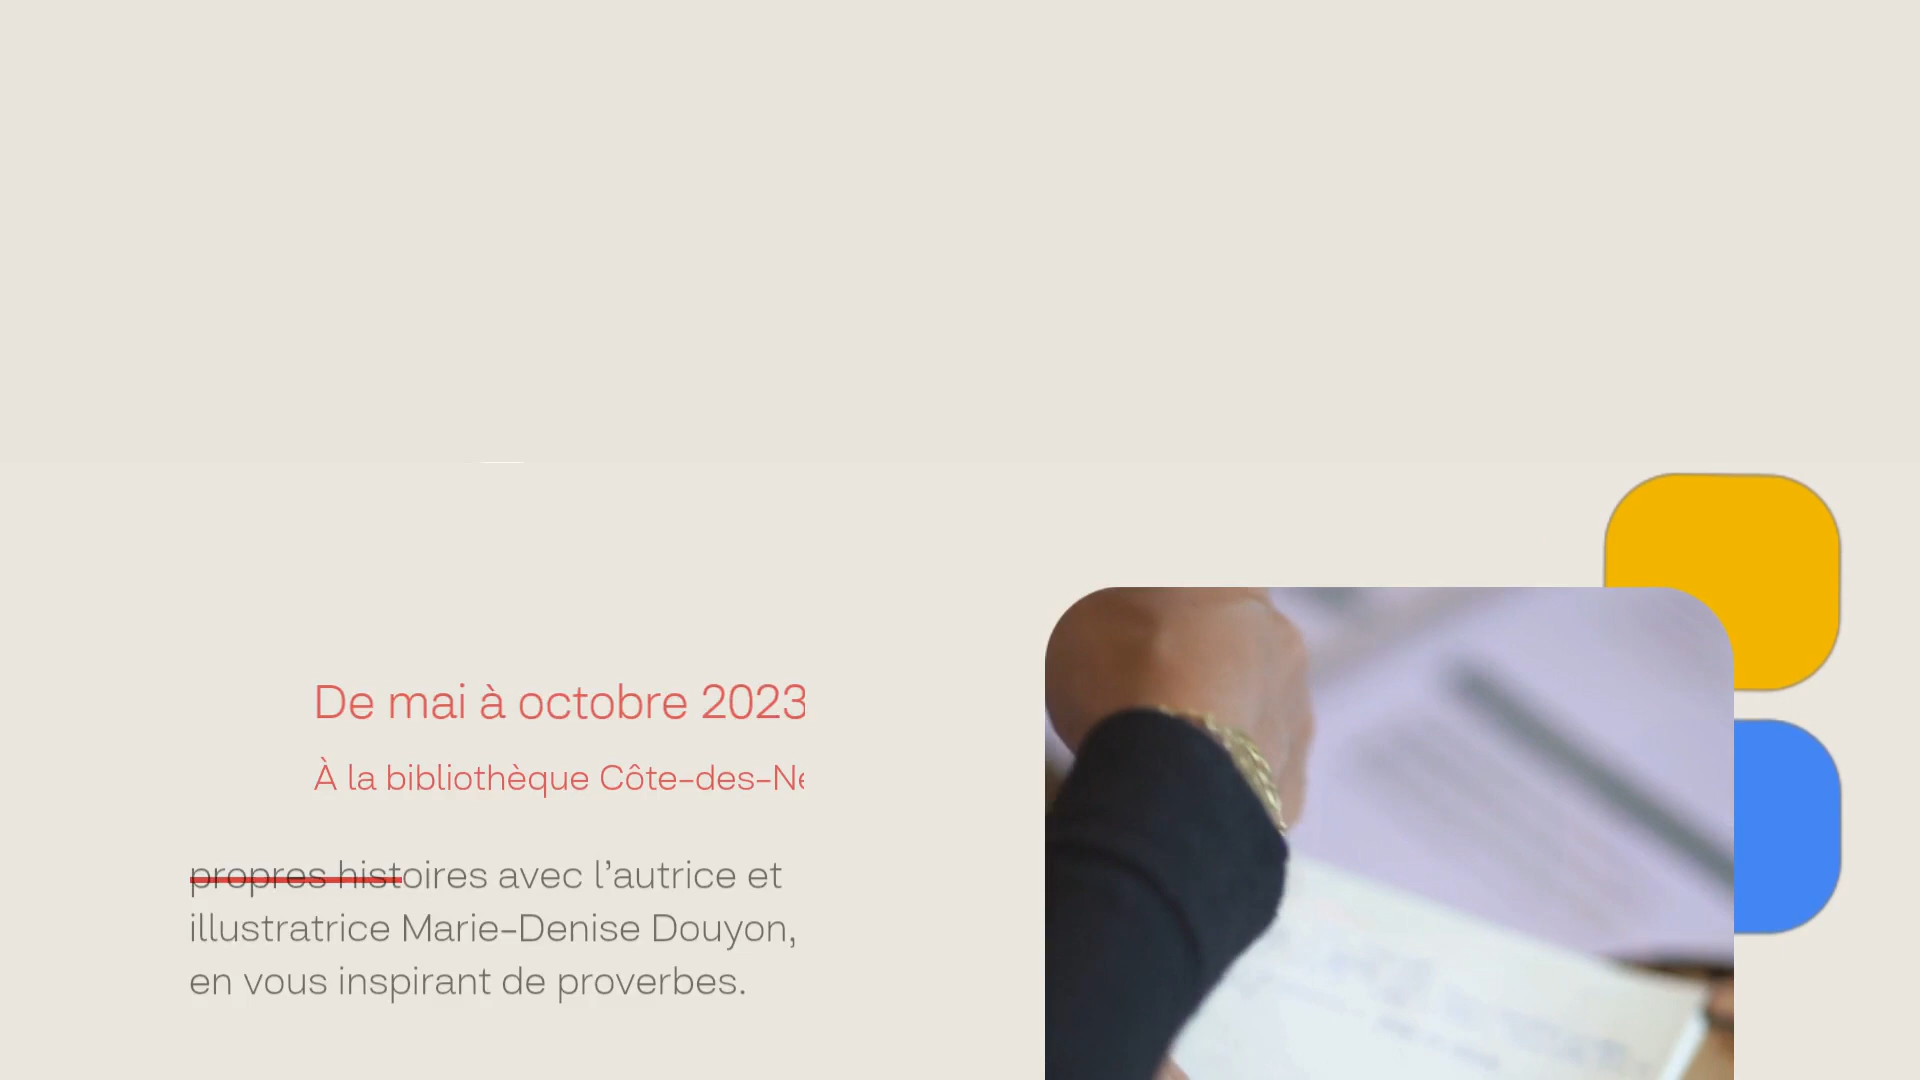 De mai à octobre 2023
À la bibliothèque Côte-des-Ne
propres histoires avec l’autrice et
illustratrice Marie-Denise Douyon,
en vous inspirant de proverbes.